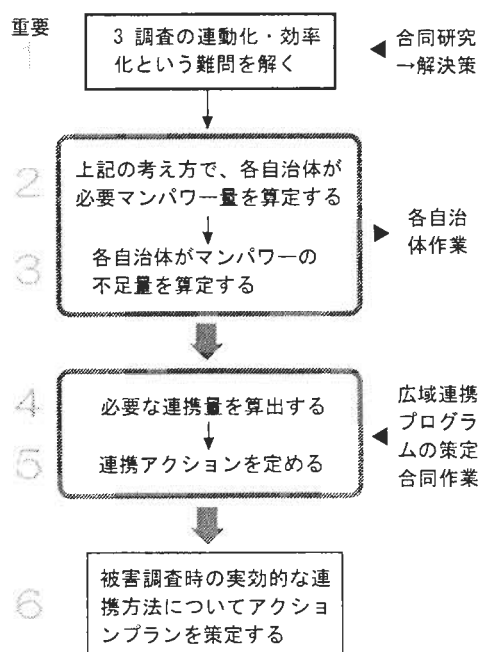 重要
1
3 調査の連動化・効率
化という難問を解く
合同研究
→解決策
2
上記の考え方で、各自治体が
必要マンパワー量を算定する
3
各自治体がマンパワーの
不足量を算定する
各自治
体作業
4
必要な連携量を算出する
5
連携アクションを定める
広域連携
プログラ
ムの策定
合同作業
6
被害調査時の実効的な連
携方法についてアクショ
ンプランを策定する